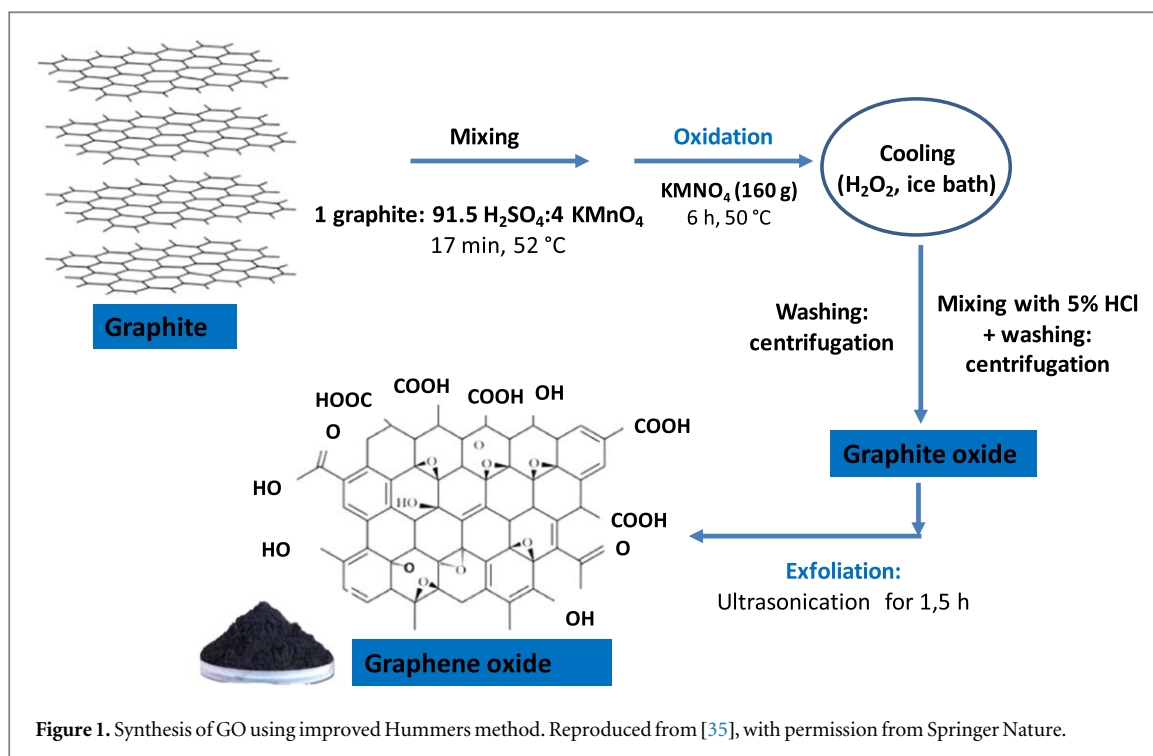 Graphite
Mixing
1 graphite: 91.5 H₂SO₄:4 KMnO₄
17 min, 52 °C
Oxidation
KMNO₄ (160 g)
6 h, 50 °C
Cooling
(H₂O₂, ice bath)
Washing:
centrifugation
Mixing with 5% HCl
+ washing:
centrifugation
Graphite oxide
Exfoliation:
Ultrasonication for 1,5 h
HOOC
COOH
COOH
OH
COOH
O
O
O
O
O
HO
HO
COOH
HO
O
O
O
O
O
OH
Graphene oxide
Figure 1. Synthesis of GO using improved Hummers method. Reproduced from [35], with permission from Springer Nature.